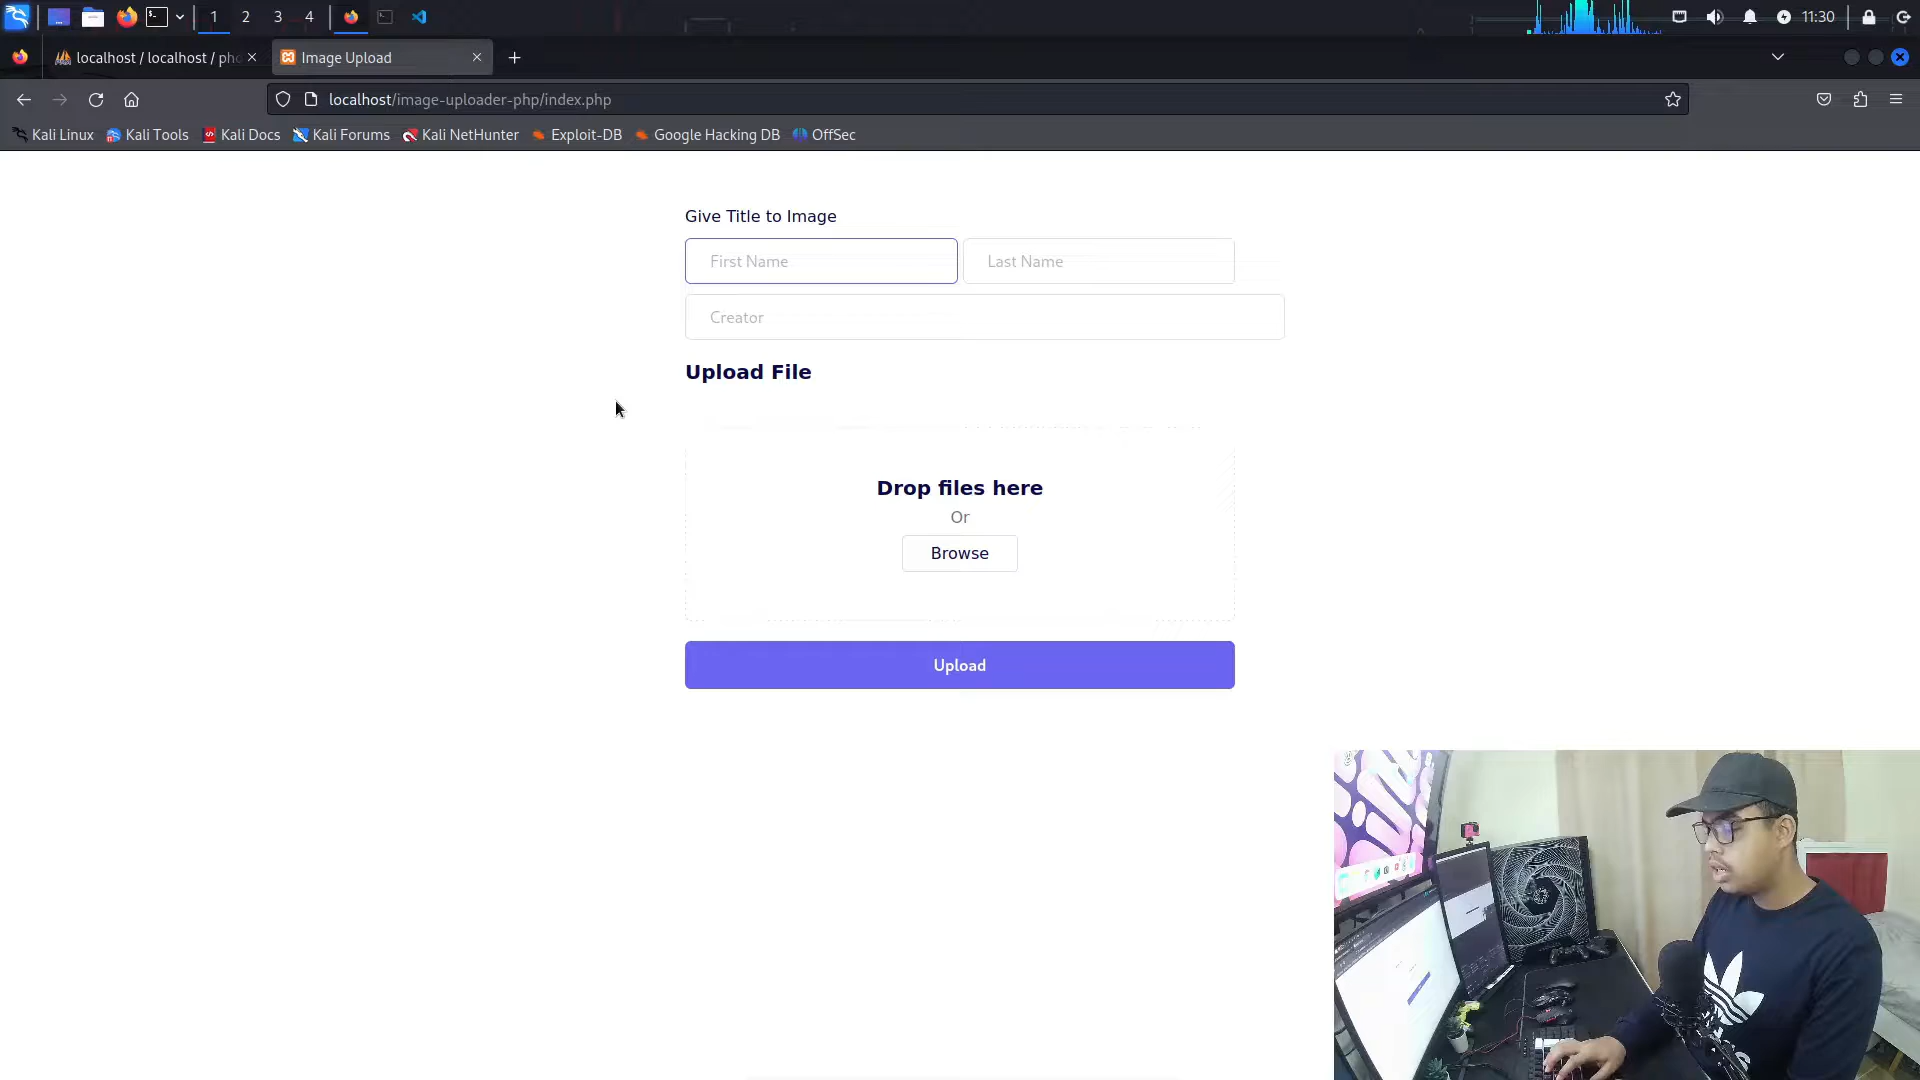 1 2 3 4 11:30
localhost / localhost / pho Image Upload
localhost/image-uploader-php/index.php
Kali Linux Kali Tools Kali Docs Kali Forums Kali NetHunter Exploit-DB Google Hacking DB OffSec
Give Title to Image
First Name Last Name
Creator
Upload File
Drop files here
Or
Browse
Upload